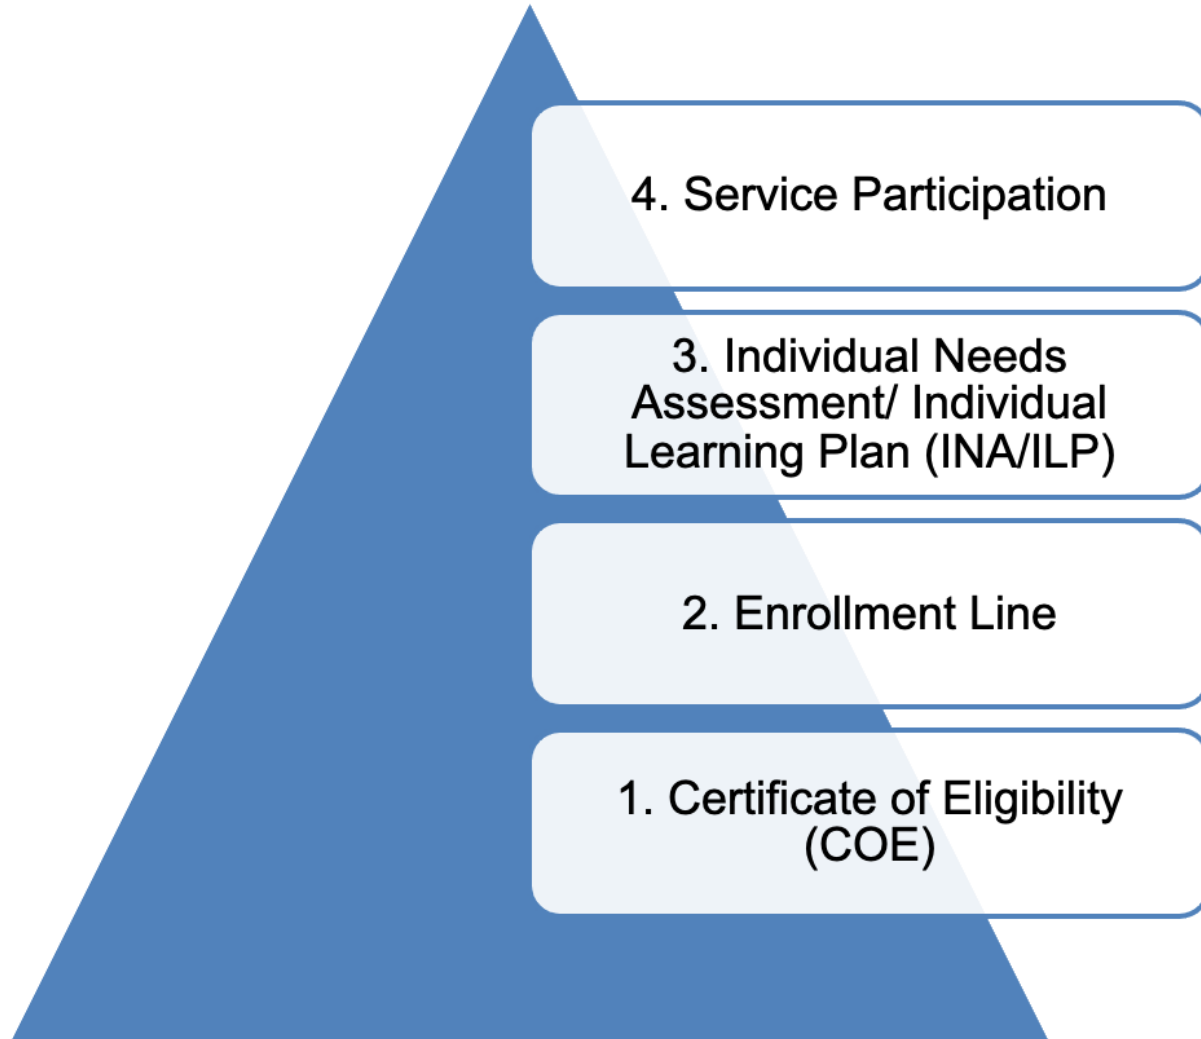 4. Service Participation
3. Individual Needs
Assessment/ Individual
Learning Plan (INA/ILP)
2. Enrollment Line
1. Certificate of Eligibility
(COE)